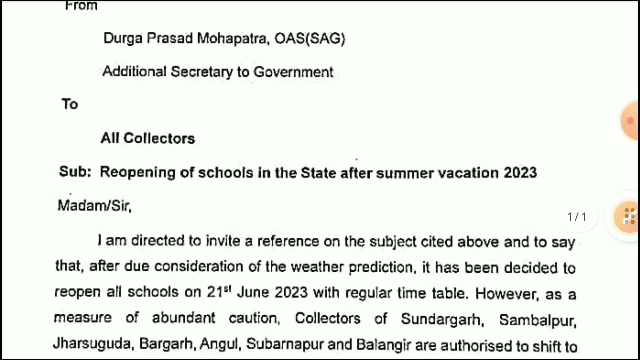 From
Durga Prasad Mohapatra, OAS(SAG)
Additional Secretary to Government
To
All Collectors
Sub: Reopening of schools in the State after summer vacation 2023
Madam/Sir,
1/1
I am directed to invite a reference on the subject cited above and to say
that, after due consideration of the weather prediction, it has been decided to
reopen all schools on 21st June 2023 with regular time table. However, as a
measure of abundant caution, Collectors of Sundargarh, Sambalpur,
Jharsuguda, Bargarh, Angul, Subarnapur and Balangir are authorised to shift to